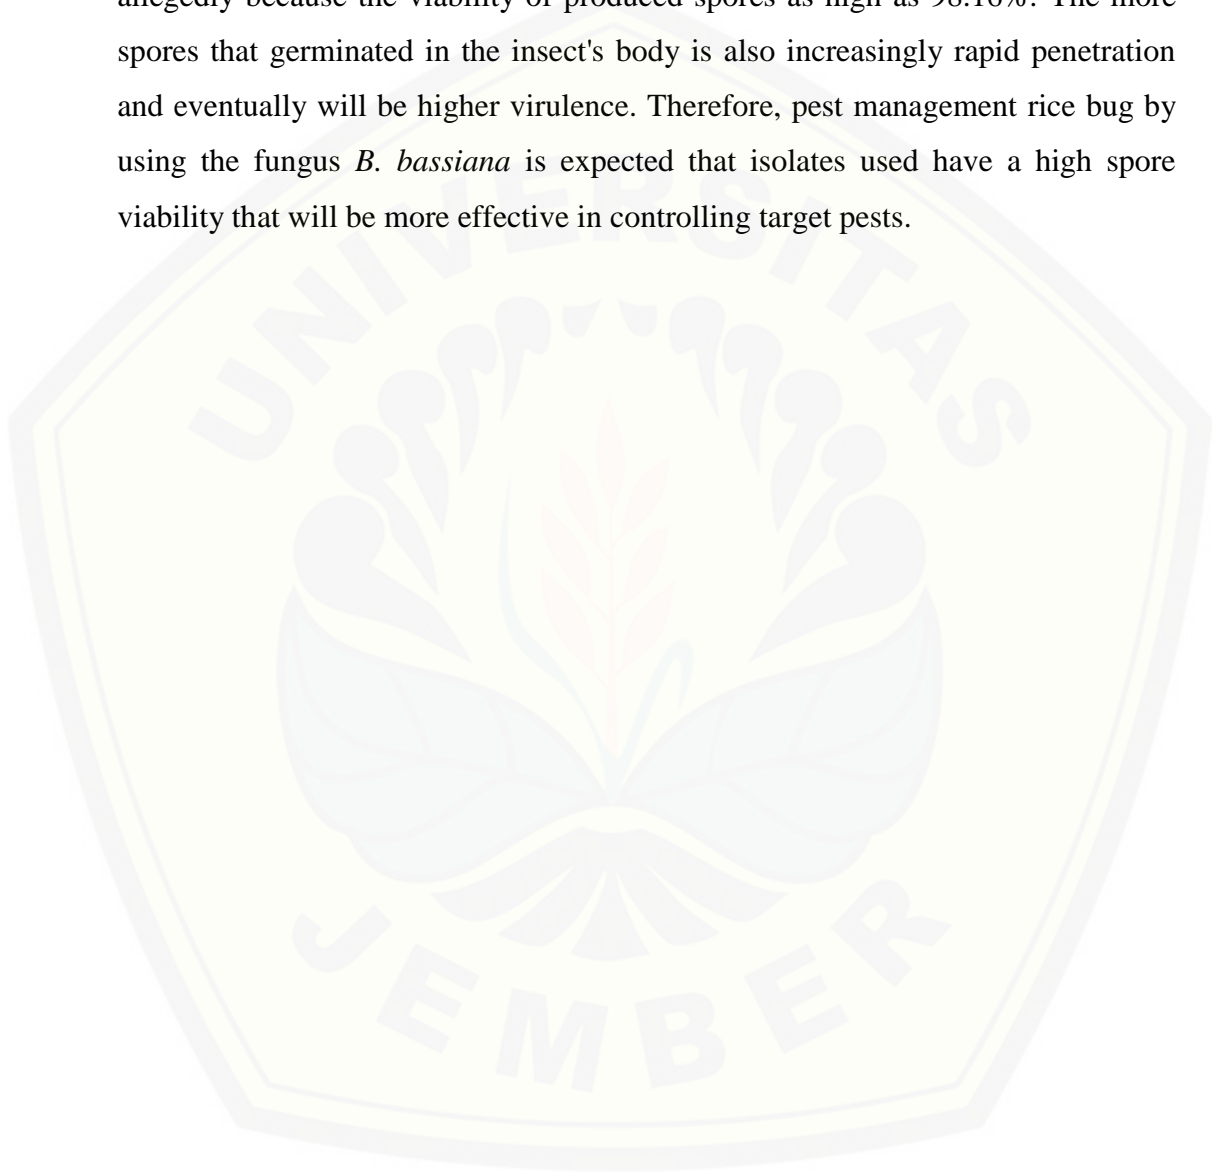 allegedly because the viability of produced spores as high as 98.16%. The more
spores that germinated in the insect's body is also increasingly rapid penetration
and eventually will be higher virulence. Therefore, pest management rice bug by
using the fungus B. bassiana is expected that isolates used have a high spore
viability that will be more effective in controlling target pests.
UNIVERSITAS
JEMBER